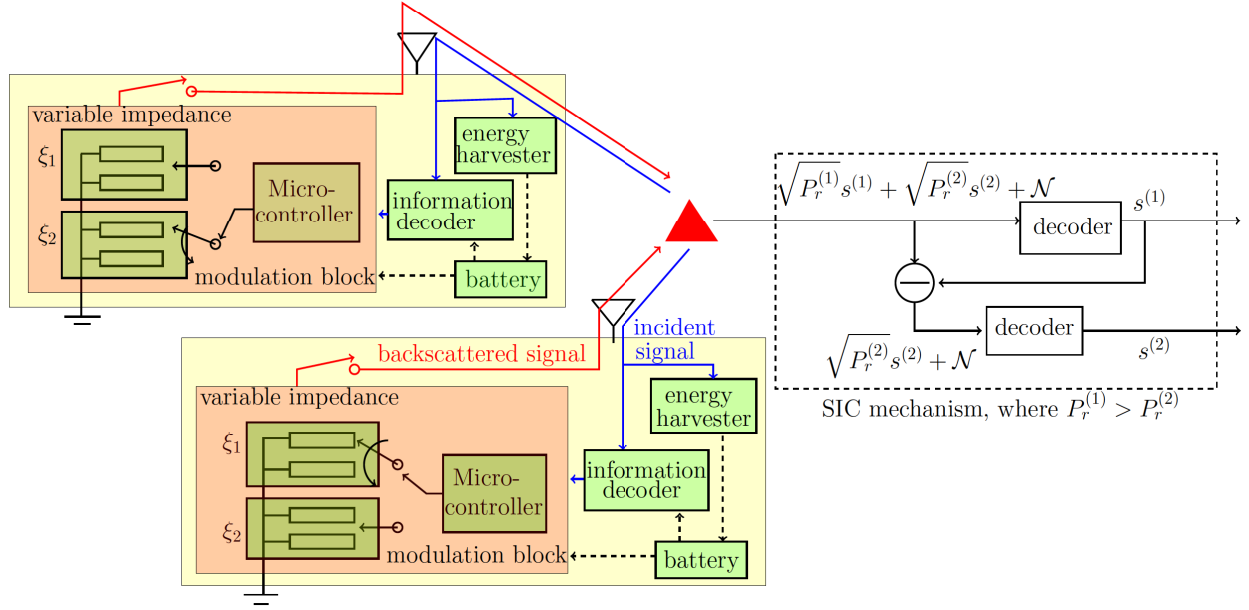 variable impedance
ξ₁
ξ₂
Micro-
controller
modulation block
energy
harvester
information
decoder
battery
backscattered signal
incident
signal
variable impedance
ξ₁
ξ₂
Micro-
controller
modulation block
energy
harvester
information
decoder
battery
√P_r^(1) s^(1) + √P_r^(2) s^(2) + 𝒩
decoder
s^(1)
−
decoder
s^(2)
√P_r^(2) s^(2) + 𝒩
SIC mechanism, where P_r^(1) > P_r^(2)